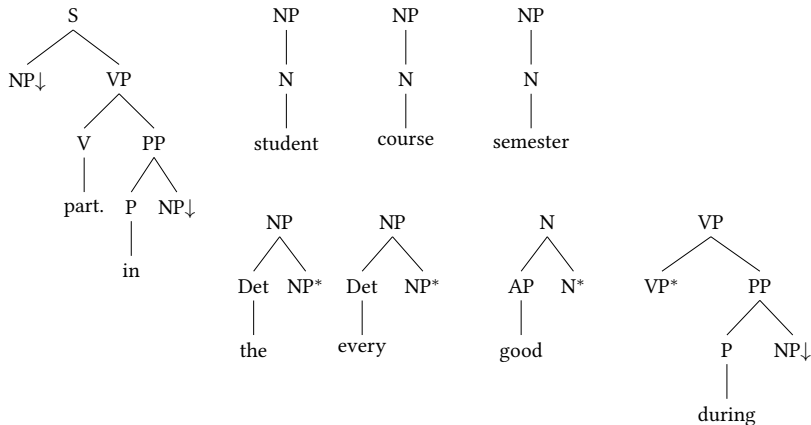 S NP NP NP
NP↓ VP N N N
V PP student course semester
part. P NP↓ NP NP N VP
in Det NP* Det NP* AP N* VP* PP
the every good P NP↓
during